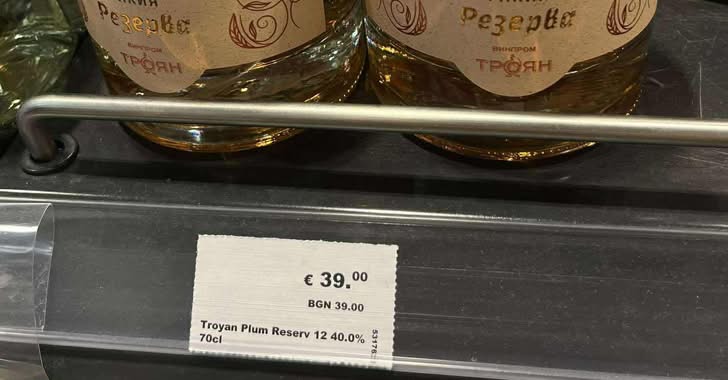 Резерва
ВИНПРОМ
ТРОЯН
Резерва
ВИНПРОМ
ТРОЯН
€ 39.00
BGN 39.00
Troyan Plum Reserv 12 40.0%
70cl